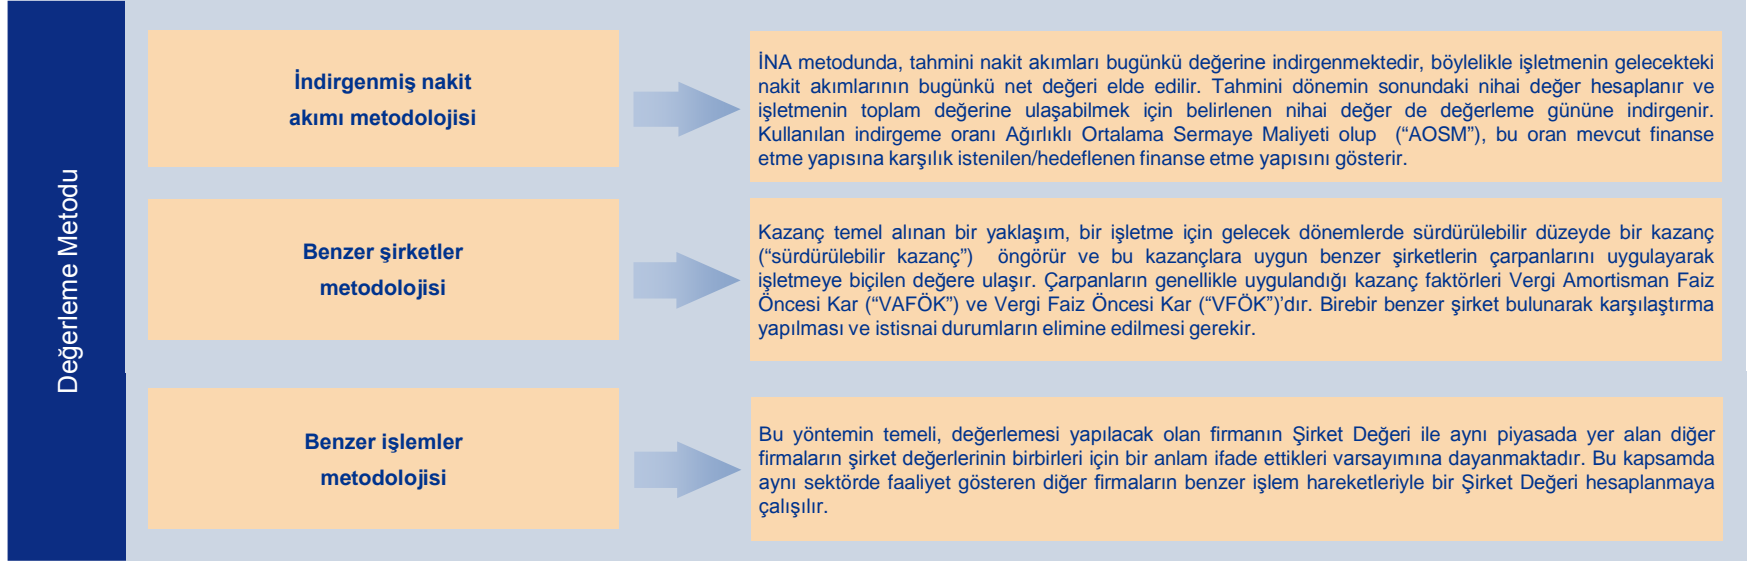 Değerleme Metodu
İndirgenmiş nakit
akımı metodolojisi
İNA metodunda, tahmini nakit akımları bugünkü değerine indirgenmektedir, böylelikle işletmenin gelecekteki
nakit akımlarının bugünkü net değeri elde edilir. Tahmini dönemin sonundaki nihai değer hesaplanır ve
işletmenin toplam değerine ulaşabilmek için belirlenen nihai değer de değerleme gününe indirgenir.
Kullanılan indirgeme oranı Ağırlıklı Ortalama Sermaye Maliyeti olup (“AOSM”), bu oran mevcut finanse
etme yapısına karşılık istenilen/hedeflenen finanse etme yapısını gösterir.
Benzer şirketler
metodolojisi
Kazanç temel alınan bir yaklaşım, bir işletme için gelecek dönemlerde sürdürülebilir düzeyde bir kazanç
(“sürdürülebilir kazanç”) öngörür ve bu kazançlara uygun benzer şirketlerin çarpanlarını uygulayarak
işletmeye biçilen değere ulaşır. Çarpanların genellikle uygulandığı kazanç faktörleri Vergi Amortisman Faiz
Öncesi Kar (“VAFÖK”) ve Vergi Faiz Öncesi Kar (“VFÖK”)’dır. Birebir benzer şirket bulunarak karşılaştırma
yapılması ve istisnai durumların elimine edilmesi gerekir.
Benzer işlemler
metodolojisi
Bu yöntemin temeli, değerlemesi yapılacak olan firmanın Şirket Değeri ile aynı piyasada yer alan diğer
firmaların şirket değerlerinin birbirleri için bir anlam ifade ettikleri varsayımına dayanmaktadır. Bu kapsamda
aynı sektörde faaliyet gösteren diğer firmaların benzer işlem hareketleriyle bir Şirket Değeri hesaplanmaya
çalışılır.